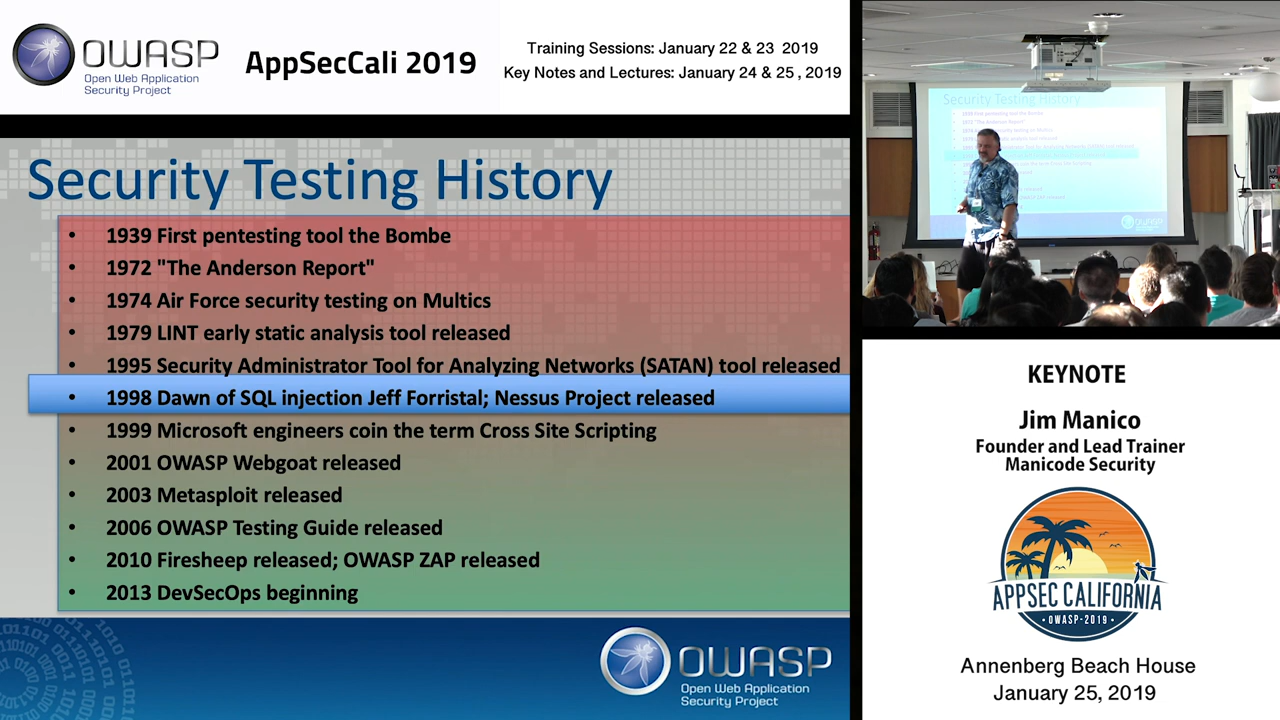 OWASP
Open Web Application
Security Project
AppSecCali 2019
Training Sessions: January 22 & 23 2019
Key Notes and Lectures: January 24 & 25, 2019
Security Testing History
• 1939 First pentesting tool the Bombe
• 1972 "The Anderson Report"
• 1974 Air Force security testing on Multics
• 1979 LINT early static analysis tool released
• 1995 Security Administrator Tool for Analyzing Networks (SATAN) tool released
• 1998 Dawn of SQL injection Jeff Forristal; Nessus Project released
• 1999 Microsoft engineers coin the term Cross Site Scripting
• 2001 OWASP Webgoat released
• 2003 Metasploit released
• 2006 OWASP Testing Guide released
• 2010 Firesheep released; OWASP ZAP released
• 2013 DevSecOps beginning
OWASP
Open Web Application
Security Project
Security Testing History
KEYNOTE
Jim Manico
Founder and Lead Trainer
Manicode Security
APPSEC CALIFORNIA
• OWASP-2019 •
Annenberg Beach House
January 25, 2019